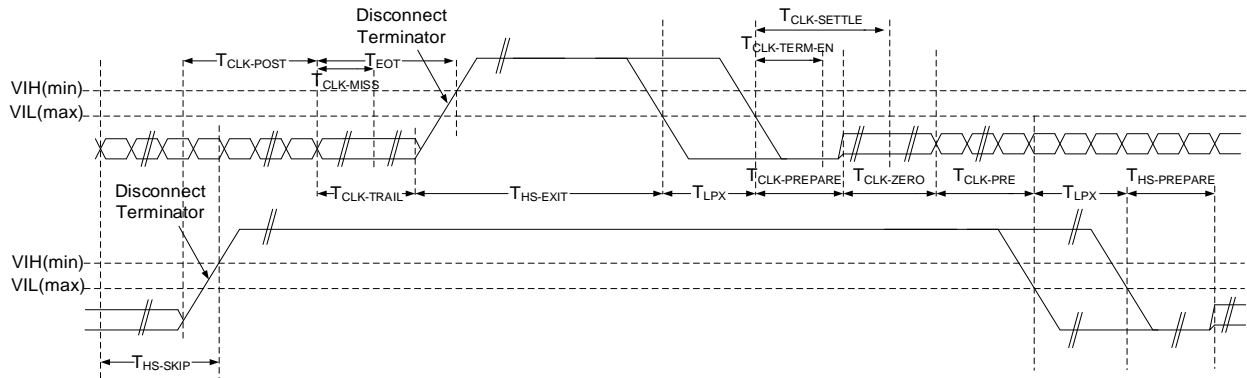 Disconnect
Terminator
TCLK-SETTLE
TCLK-POST
TEOT
TCLK-TERM-EN
TCLK-MISS
VIH(min)
VIL(max)
Disconnect
Terminator
TCLK-TRAIL
THS-EXIT
TLPX
TCLK-PREPARE
TCLK-ZERO
TCLK-PRE
TLPX
THS-PREPARE
VIH(min)
VIL(max)
THS-SKIP